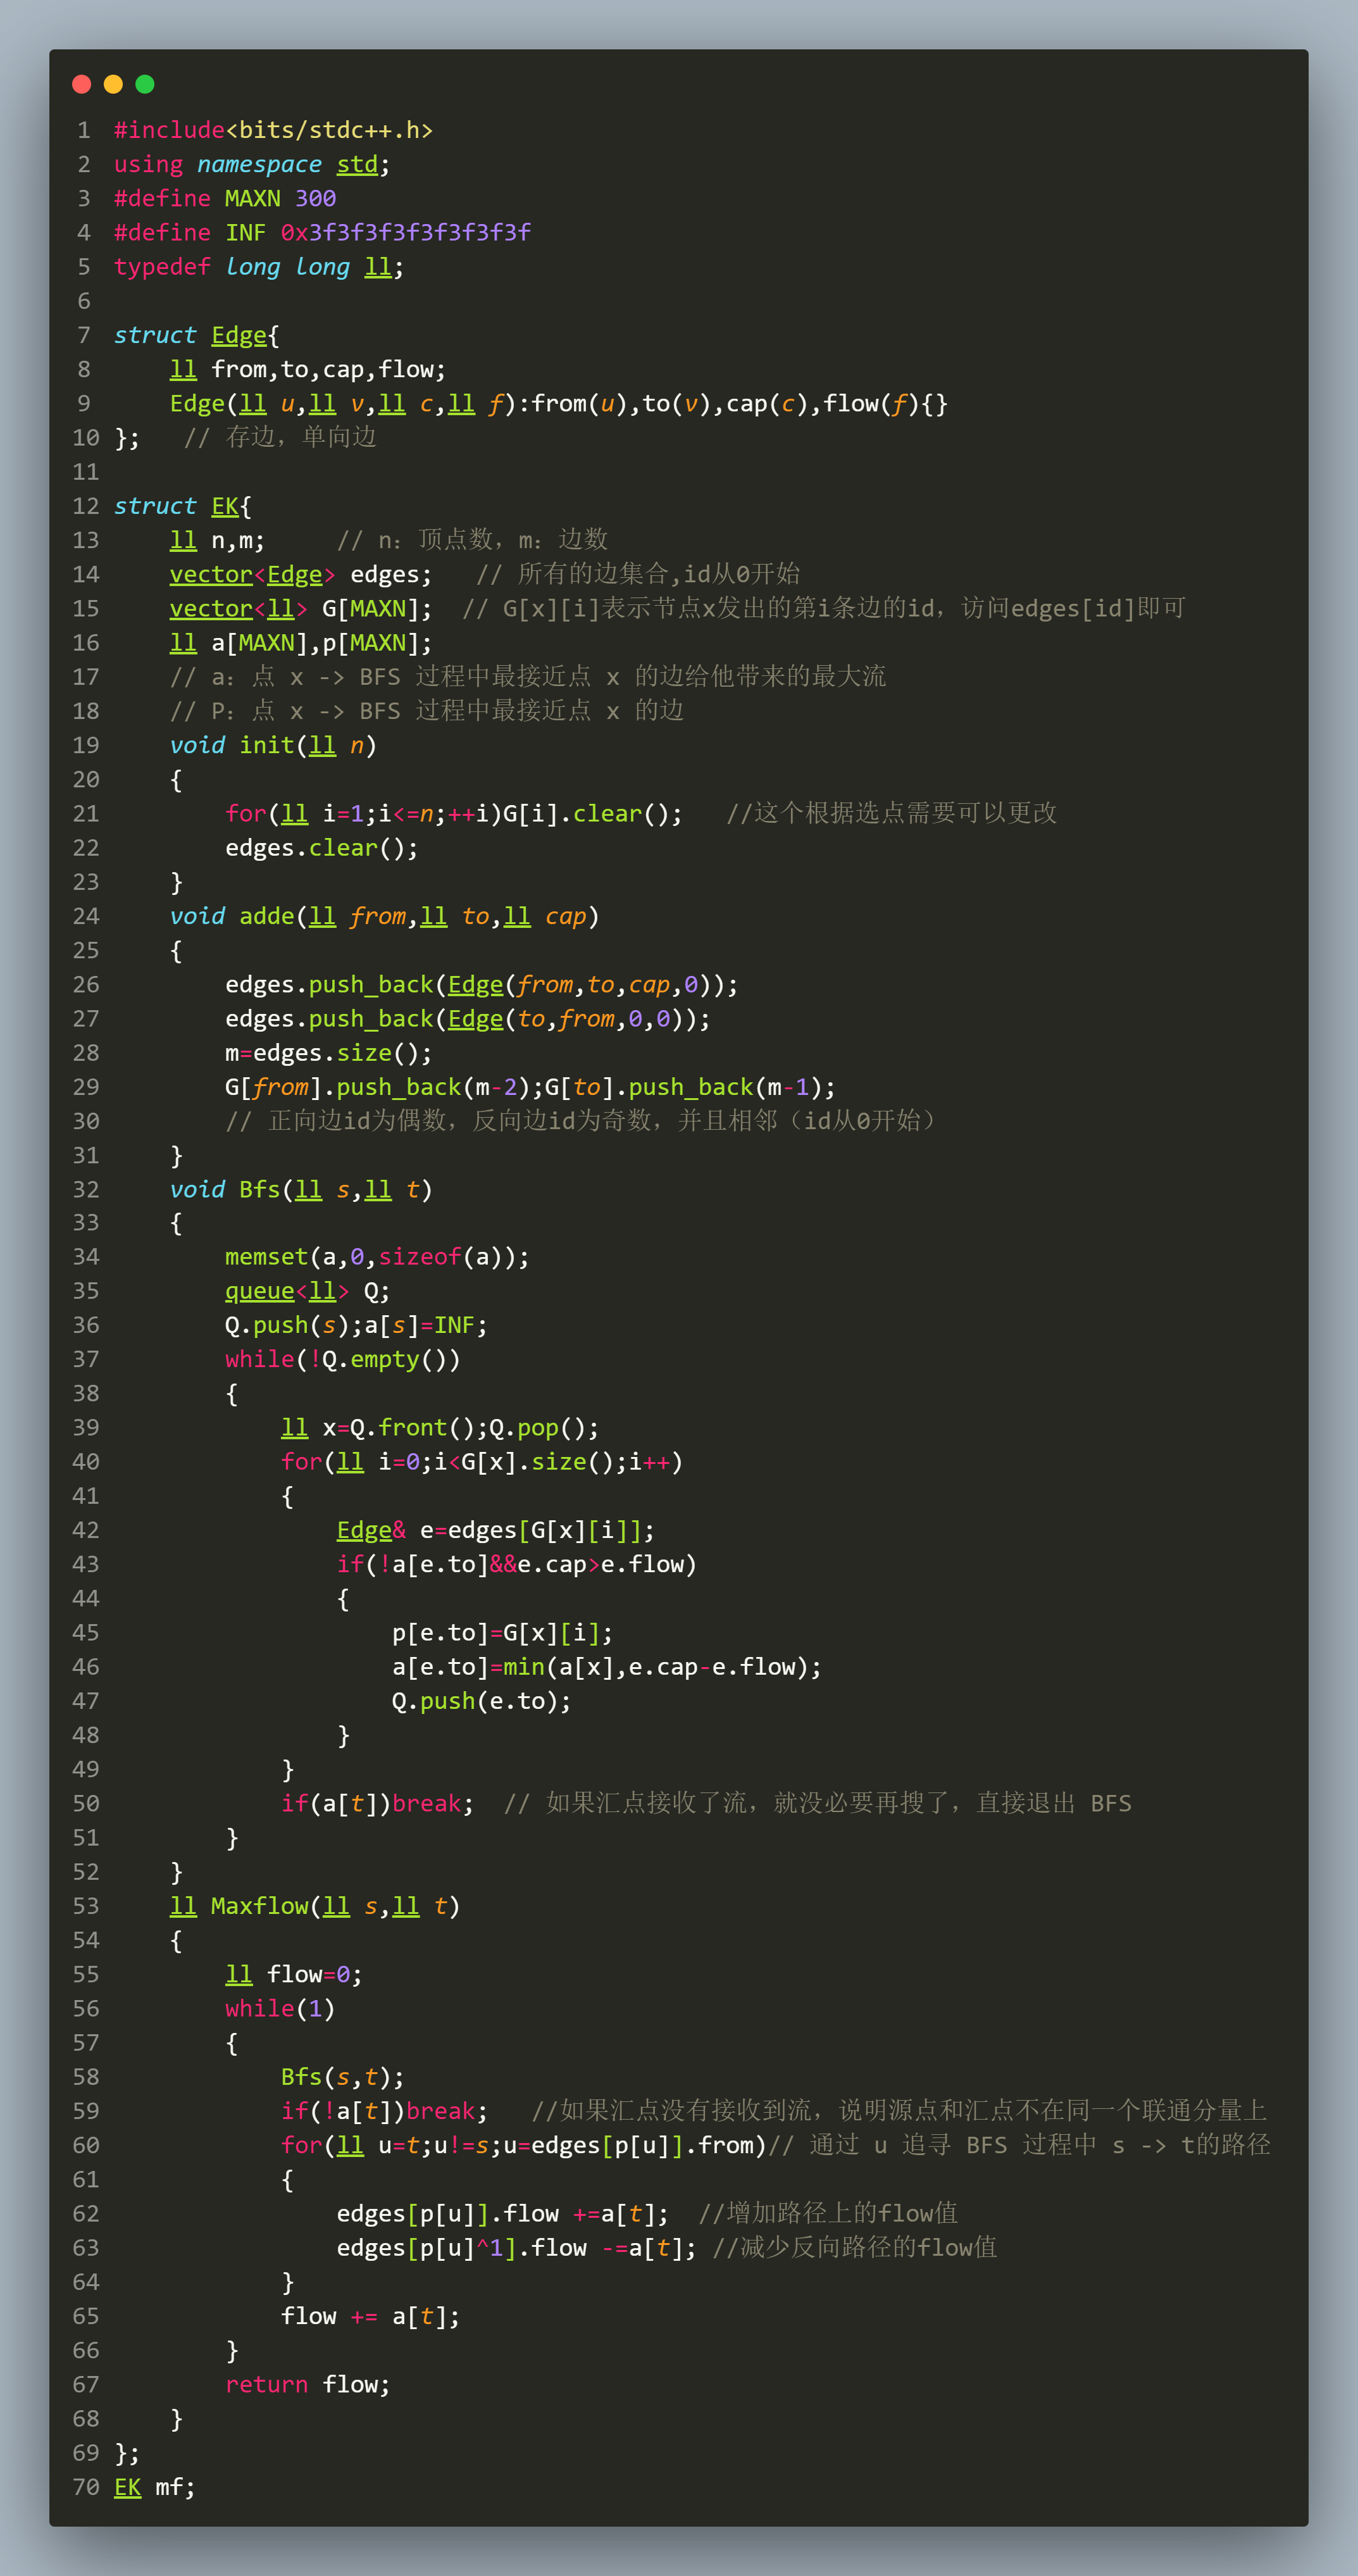 1 #include<bits/stdc++.h>
2 using namespace std;
3 #define MAXN 300
4 #define INF 0x3f3f3f3f3f3f3f3f
5 typedef long long ll;
6
7 struct Edge{
8     ll from,to,cap,flow;
9     Edge(ll u,ll v,ll c,ll f):from(u),to(v),cap(c),flow(f){}
10 };   // 存边，单向边
11
12 struct EK{
13     ll n,m;     // n：顶点数，m：边数
14     vector<Edge> edges;   // 所有的边集合,id从0开始
15     vector<ll> G[MAXN];  // G[x][i]表示节点x发出的第i条边的id，访问edges[id]即可
16     ll a[MAXN],p[MAXN];
17     // a：点 x -> BFS 过程中最接近点 x 的边给他带来的最大流
18     // P：点 x -> BFS 过程中最接近点 x 的边
19     void init(ll n)
20     {
21         for(ll i=1;i<=n;++i)G[i].clear();   //这个根据选点需要可以更改
22         edges.clear();
23     }
24     void adde(ll from,ll to,ll cap)
25     {
26         edges.push_back(Edge(from,to,cap,0));
27         edges.push_back(Edge(to,from,0,0));
28         m=edges.size();
29         G[from].push_back(m-2);G[to].push_back(m-1);
30         // 正向边id为偶数，反向边id为奇数，并且相邻（id从0开始）
31     }
32     void Bfs(ll s,ll t)
33     {
34         memset(a,0,sizeof(a));
35         queue<ll> Q;
36         Q.push(s);a[s]=INF;
37         while(!Q.empty())
38         {
39             ll x=Q.front();Q.pop();
40             for(ll i=0;i<G[x].size();i++)
41             {
42                 Edge& e=edges[G[x][i]];
43                 if(!a[e.to]&&e.cap>e.flow)
44                 {
45                     p[e.to]=G[x][i];
46                     a[e.to]=min(a[x],e.cap-e.flow);
47                     Q.push(e.to);
48                 }
49             }
50             if(a[t])break;  // 如果汇点接收了流，就没必要再搜了，直接退出 BFS
51         }
52     }
53     ll Maxflow(ll s,ll t)
54     {
55         ll flow=0;
56         while(1)
57         {
58             Bfs(s,t);
59             if(!a[t])break;   //如果汇点没有接收到流，说明源点和汇点不在同一个联通分量上
60             for(ll u=t;u!=s;u=edges[p[u]].from)// 通过 u 追寻 BFS 过程中 s -> t的路径
61             {
62                 edges[p[u]].flow +=a[t];  //增加路径上的flow值
63                 edges[p[u]^1].flow -=a[t]; //减少反向路径的flow值
64             }
65             flow += a[t];
66         }
67         return flow;
68     }
69 };
70 EK mf;